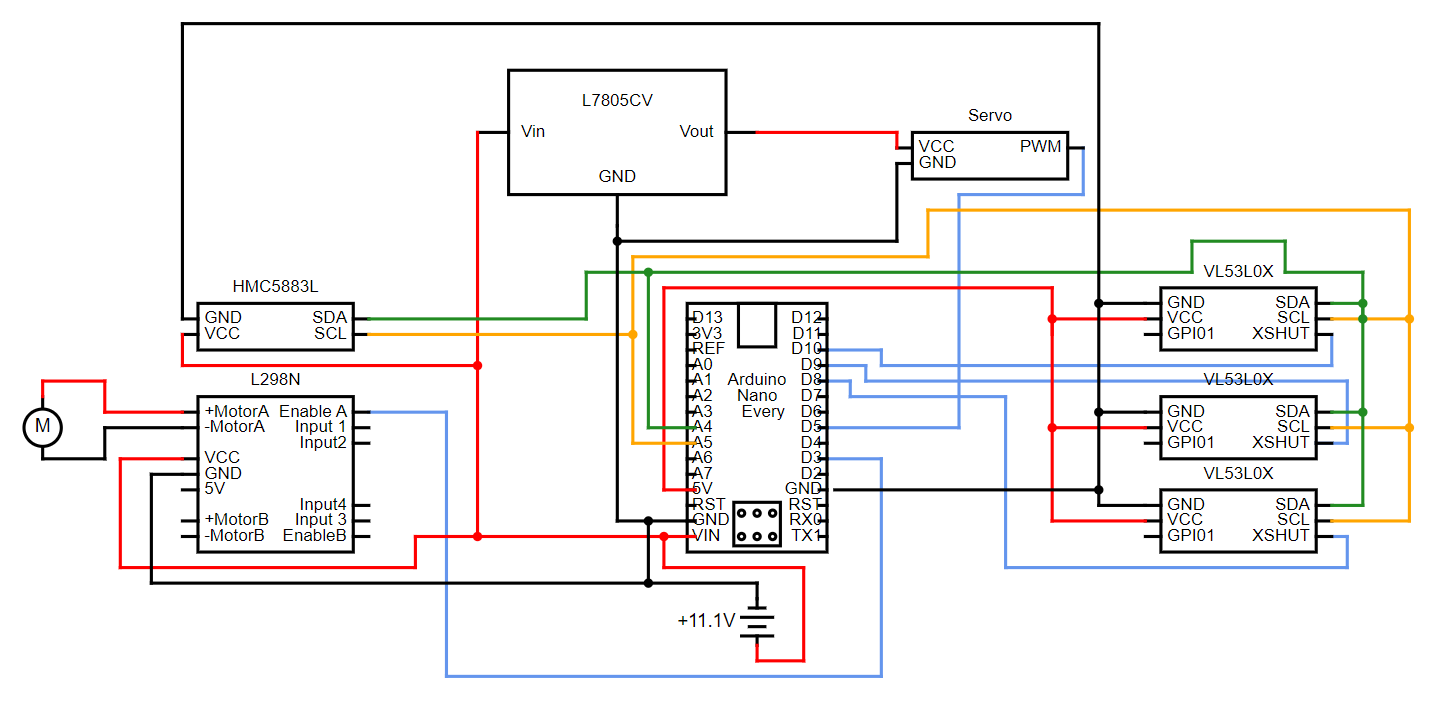 L7805CV
Vin
Vout
GND
Servo
VCC
PWM
GND
HMC5883L
GND
SDA
VCC
SCL
VL53L0X
GND
SDA
VCC
SCL
GPI01
XSHUT
L298N
+MotorA
Enable A
-MotorA
Input 1
Input2
VCC
GND
5V
Input4
+MotorB
Input 3
-MotorB
EnableB
M
D13
D12
3V3
D11
REF
D10
A0
D9
A1
D8
A2
D7
A3
D6
A4
D5
A5
D4
A6
D3
A7
D2
5V
GND
RST
RST
GND
RX0
VIN
TX1
Arduino
Nano
Every
VL53L0X
GND
SDA
VCC
SCL
GPI01
XSHUT
VL53L0X
GND
SDA
VCC
SCL
GPI01
XSHUT
+11.1V